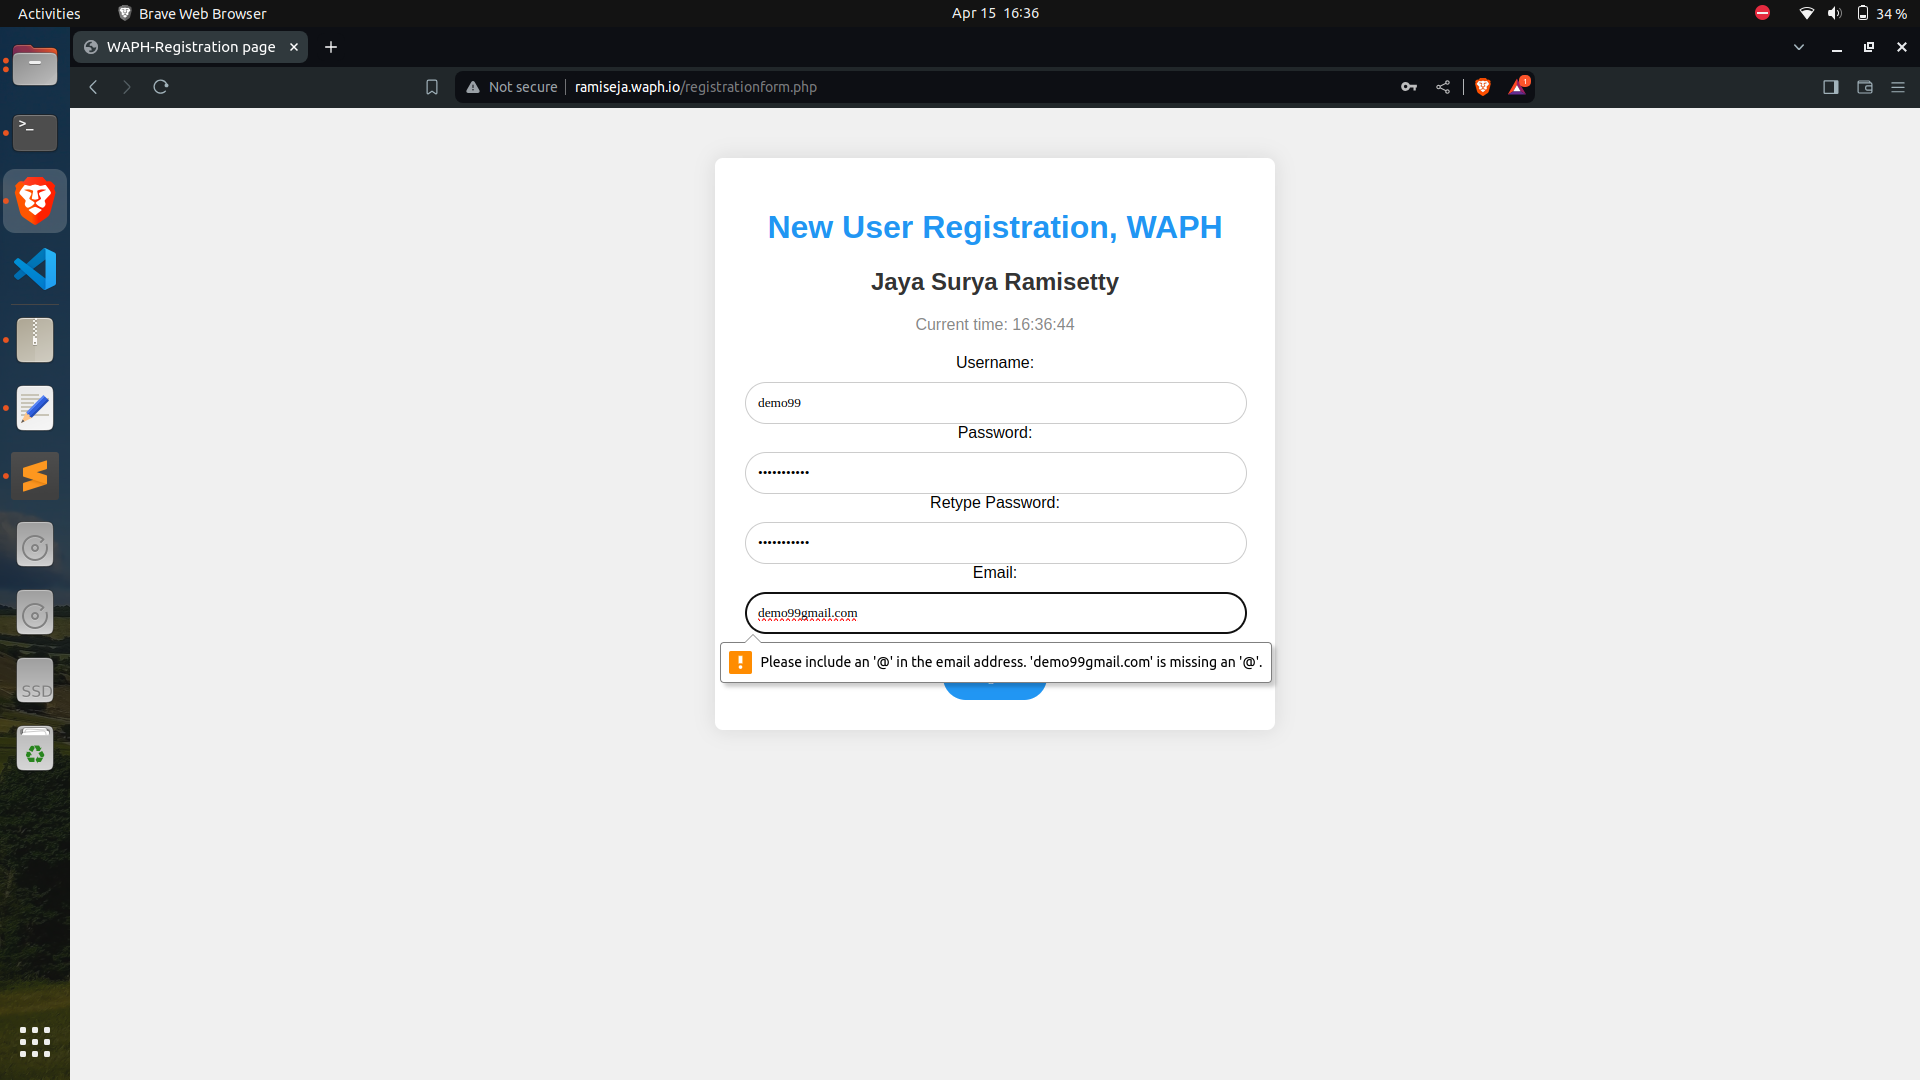 Activities
Brave Web Browser
Apr 15 16:36
34 %
WAPH-Registration page
Not secure
ramiseja.waph.io/registrationform.php
1
>_
New User Registration, WAPH
Jaya Surya Ramisetty
Current time: 16:36:44
Username:
demo99
Password:
•••••••••••
Retype Password:
•••••••••••
Email:
demo99gmail.com
Please include an '@' in the email address. 'demo99gmail.com' is missing an '@'.
SSD